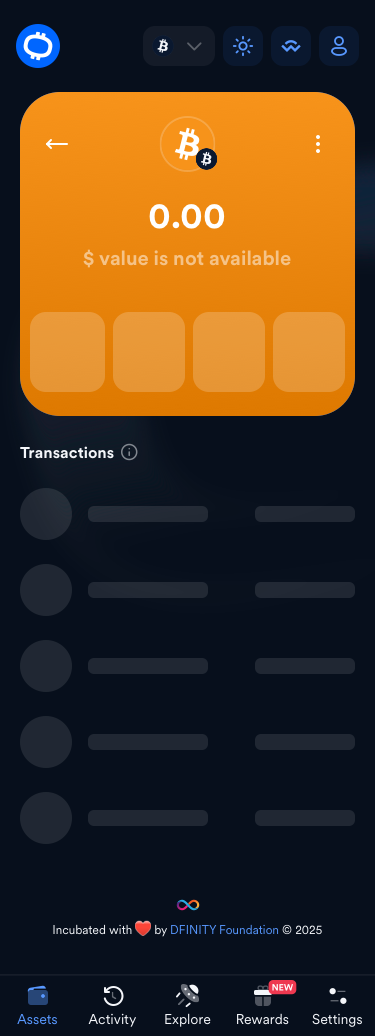 0.00
$ value is not available
Transactions
Incubated with ❤️ by DFINITY Foundation © 2025
NEW
Assets
Activity
Explore
Rewards
Settings